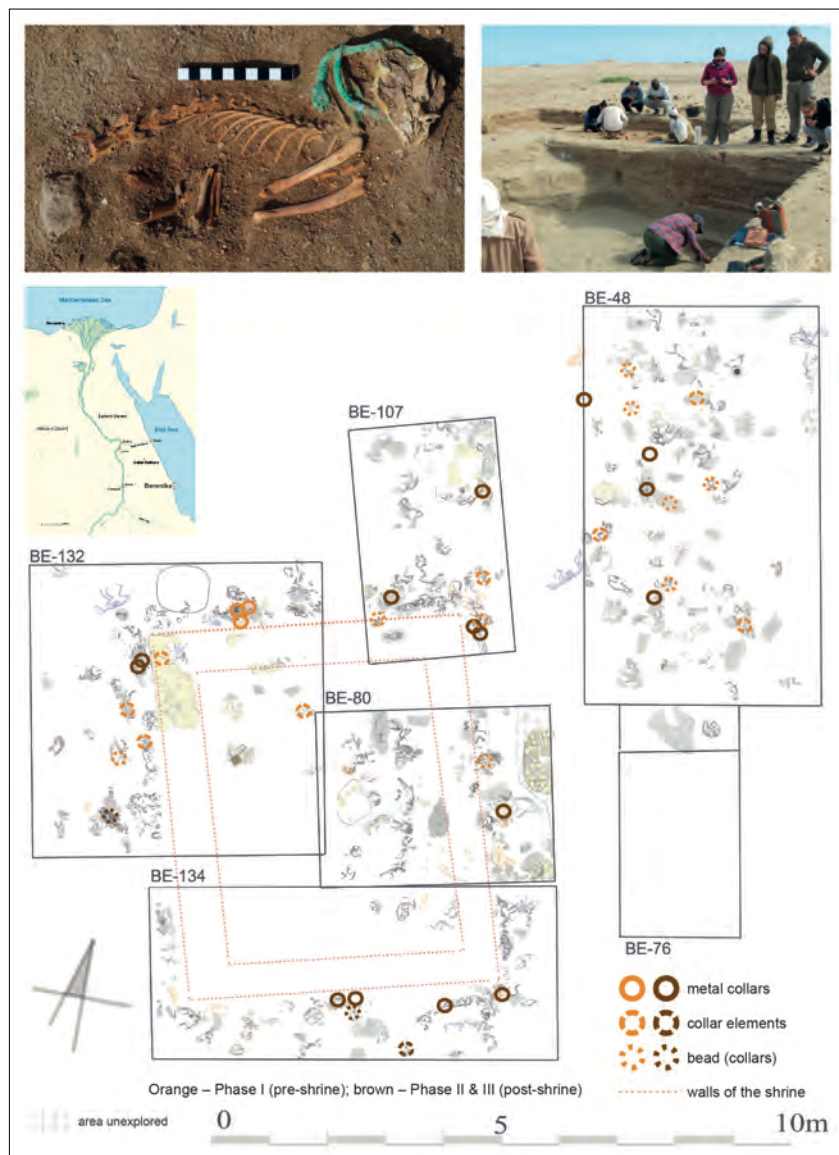 Mediterranean Sea
Red Sea
Berenike
BE-48
BE-107
BE-132
BE-80
BE-134
BE-76
metal collars
collar elements
bead (collars)
Orange – Phase I (pre-shrine); brown – Phase II & III (post-shrine)
walls of the shrine
area unexplored
0 5 10m